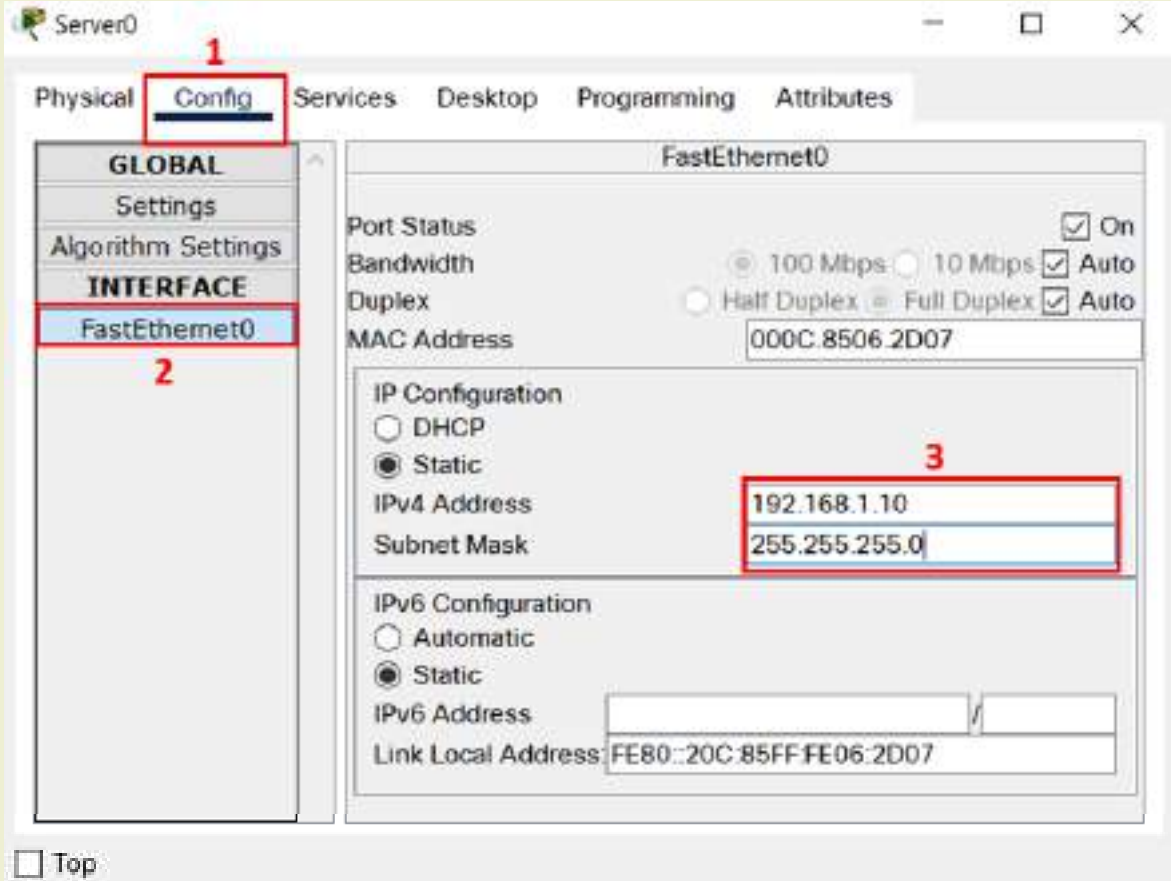 Server0
1
Physical Config Services Desktop Programming Attributes
GLOBAL
Settings
Algorithm Settings
INTERFACE
FastEthernet0
2
FastEthernet0
Port Status On
Bandwidth 100 Mbps 10 Mbps Auto
Duplex Half Duplex Full Duplex Auto
MAC Address 000C.8506.2D07
IP Configuration
DHCP
Static
3
IPv4 Address 192.168.1.10
Subnet Mask 255.255.255.0
IPv6 Configuration
Automatic
Static
IPv6 Address /
Link Local Address: FE80::20C:85FF:FE06:2D07
Top